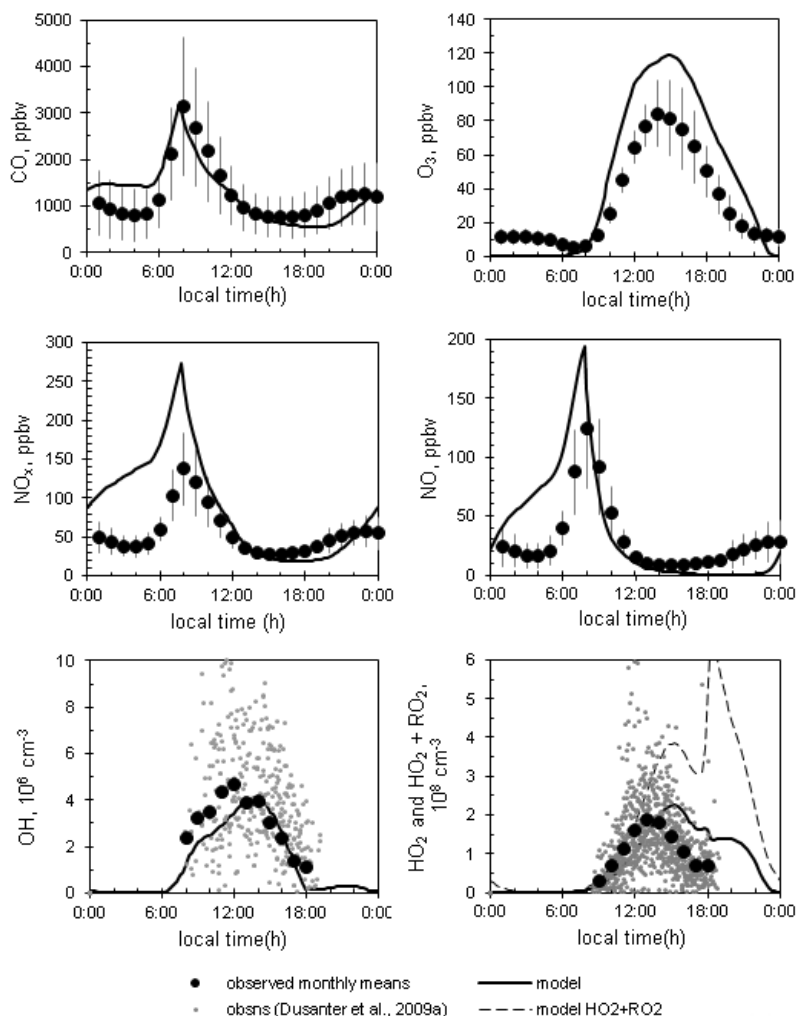 5000
4000
3000
2000
1000
0
CO, ppbv
0:00 6:00 12:00 18:00 0:00
local time(h)
140
120
100
80
60
40
20
0
O3, ppbv
0:00 6:00 12:00 18:00 0:00
local time(h)
300
250
200
150
100
50
0
NOx, ppbv
0:00 6:00 12:00 18:00 0:00
local time (h)
200
150
100
50
0
NO, ppbv
0:00 6:00 12:00 18:00 0:00
local time(h)
10
8
6
4
2
0
OH, 10⁶ cm⁻³
0:00 6:00 12:00 18:00 0:00
local time(h)
6
5
4
3
2
1
0
HO2 and HO2 + RO2,
10⁸ cm⁻³
0:00 6:00 12:00 18:00 0:00
local time(h)
observed monthly means
model
obsns (Dusanter et al., 2009a)
model HO2+RO2